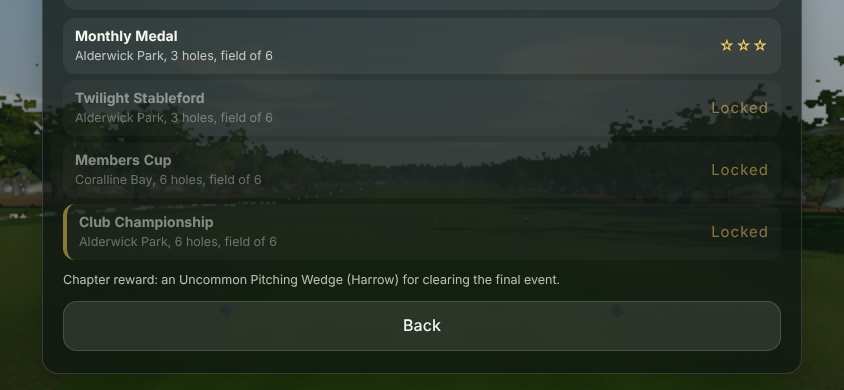 Monthly Medal
Alderwick Park, 3 holes, field of 6
☆☆☆
Twilight Stableford
Alderwick Park, 3 holes, field of 6
Locked
Members Cup
Coralline Bay, 6 holes, field of 6
Locked
Club Championship
Alderwick Park, 6 holes, field of 6
Locked
Chapter reward: an Uncommon Pitching Wedge (Harrow) for clearing the final event.
Back